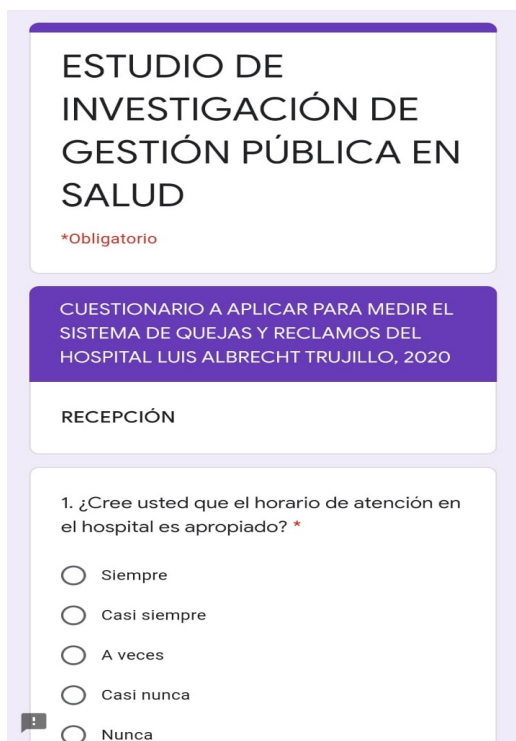 ESTUDIO DE
INVESTIGACIÓN DE
GESTIÓN PÚBLICA EN
SALUD
*Obligatorio
CUESTIONARIO A APLICAR PARA MEDIR EL
SISTEMA DE QUEJAS Y RECLAMOS DEL
HOSPITAL LUIS ALBRECHT TRUJILLO, 2020
RECEPCIÓN
1. ¿Cree usted que el horario de atención en
el hospital es apropiado? *
Siempre
Casi siempre
A veces
Casi nunca
Nunca